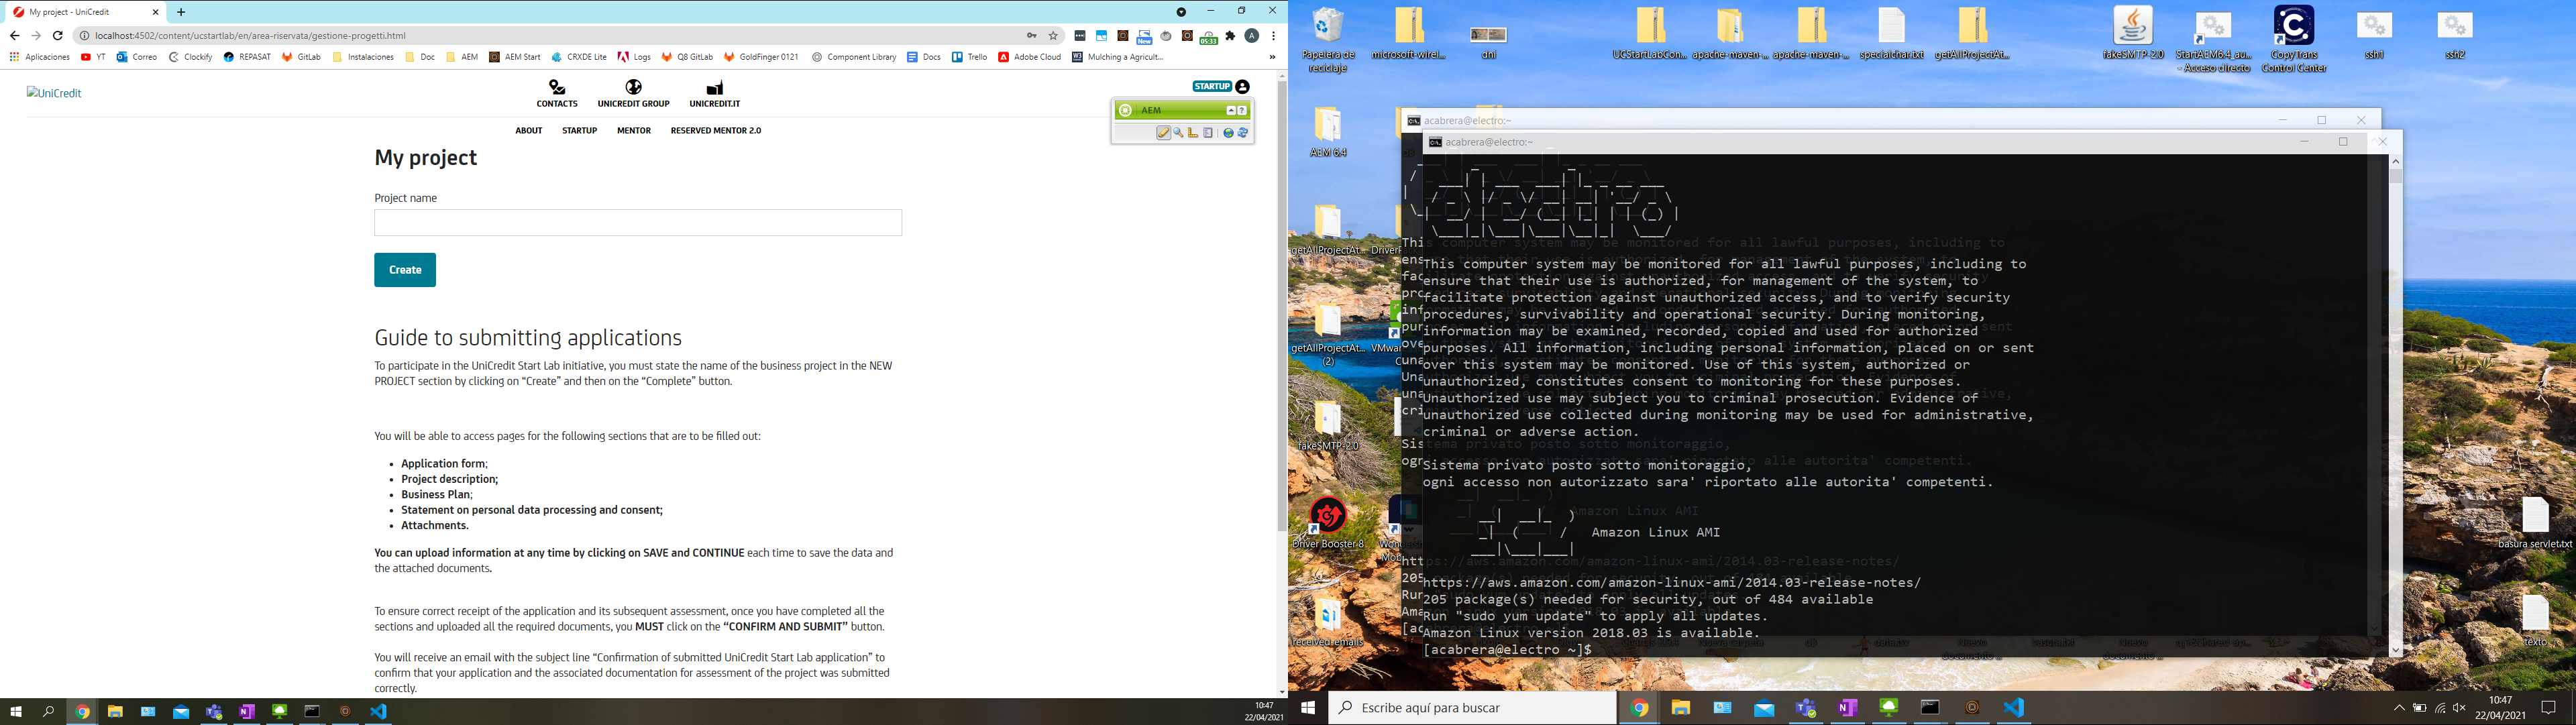 My project - UniCredit
localhost:4502/content/ucstartlab/en/area-riservata/gestione-progetti.html
New
05:33
A
Aplicaciones YT Correo Clockify REPASAT GitLab Instalaciones Doc AEM AEM Start CRXDE Lite Logs Q8 GitLab GoldFinger 0121 Component Library Docs Trello Adobe Cloud Mulching a Agricult... »
UniCredit
CONTACTS UNICREDIT GROUP UNICREDIT.IT
STARTUP
AEM
ABOUT STARTUP MENTOR RESERVED MENTOR 2.0
My project
Project name
Create
Guide to submitting applications
To participate in the UniCredit Start Lab initiative, you must state the name of the business project in the NEW
PROJECT section by clicking on “Create” and then on the “Complete” button.
You will be able to access pages for the following sections that are to be filled out:
• Application form;
• Project description;
• Business Plan;
• Statement on personal data processing and consent;
• Attachments.
You can upload information at any time by clicking on SAVE and CONTINUE each time to save the data and
the attached documents.
To ensure correct receipt of the application and its subsequent assessment, once you have completed all the
sections and uploaded all the required documents, you MUST click on the “CONFIRM AND SUBMIT” button.
You will receive an email with the subject line “Confirmation of submitted UniCredit Start Lab application” to
confirm that your application and the associated documentation for assessment of the project was submitted
correctly.
10:47
22/04/2021
Papelera de
reciclaje
microsoft-wirel...
dni
UCStartLabCon...
apache-maven-...
apache-maven-...
specialchar.txt
getAllProjectAt...
fakeSMTP-2.0
StartAEM6.4_au...
- Acceso directo
CopyTrans
Control Center
ssh1
ssh2
AEM 6.4
getAllProjectAt...
getAllProjectAt...
(2)
fakeSMTP-2.0
Driver Booster 8
received-emails
basura servlet.txt
texto
acabrera@electro:~
acabrera@electro:~
This computer system may be monitored for all lawful purposes, including to
ensure that their use is authorized, for management of the system, to
facilitate protection against unauthorized access, and to verify security
procedures, survivability and operational security. During monitoring,
information may be examined, recorded, copied and used for authorized
purposes. All information, including personal information, placed on or sent
over this system may be monitored. Use of this system, authorized or
unauthorized, constitutes consent to monitoring for these purposes.
Unauthorized use may subject you to criminal prosecution. Evidence of
unauthorized use collected during monitoring may be used for administrative,
criminal or adverse action.
Sistema privato posto sotto monitoraggio,
ogni accesso non autorizzato sara' riportato alle autorita' competenti.
Amazon Linux AMI
https://aws.amazon.com/amazon-linux-ami/2014.03-release-notes/
205 package(s) needed for security, out of 484 available
Run "sudo yum update" to apply all updates.
Amazon Linux version 2018.03 is available.
[acabrera@electro ~]$
Escribe aquí para buscar
10:47
22/04/2021